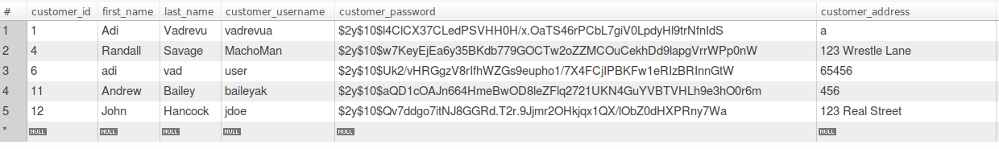 # customer_id first_name last_name customer_username customer_password customer_address
1 1 Adi Vadrevu vadrevua $2y$10$l4ClCX37CLedPSVHH0H/x.OaTS46rPCbL7giV0LpdyHl9trNfnIdS a
2 4 Randall Savage MachoMan $2y$10$w7KeyEjEa6y35BKdb779GOCTw2oZZMCOuCekhDd9lapgVrrWPp0nW 123 Wrestle Lane
3 6 adi vad user $2y$10$Uk2/vHRGgzV8rIfhWZGs9eupho1/7X4FCjIPBKFw1eRIzBRInnGtW 65456
4 11 Andrew Bailey baileyak $2y$10$aQD1cOAJn664HmeBwOD8leZFlq2721UKN4GuYVBTVHLh9e3hO0r6m 456
5 12 John Hancock jdoe $2y$10$Qv7ddgo7itNJ8GGRd.T2r.9Jjmr2OHkjqx1QX/lObZ0dHXPRny7Wa 123 Real Street
* NULL NULL NULL NULL NULL NULL